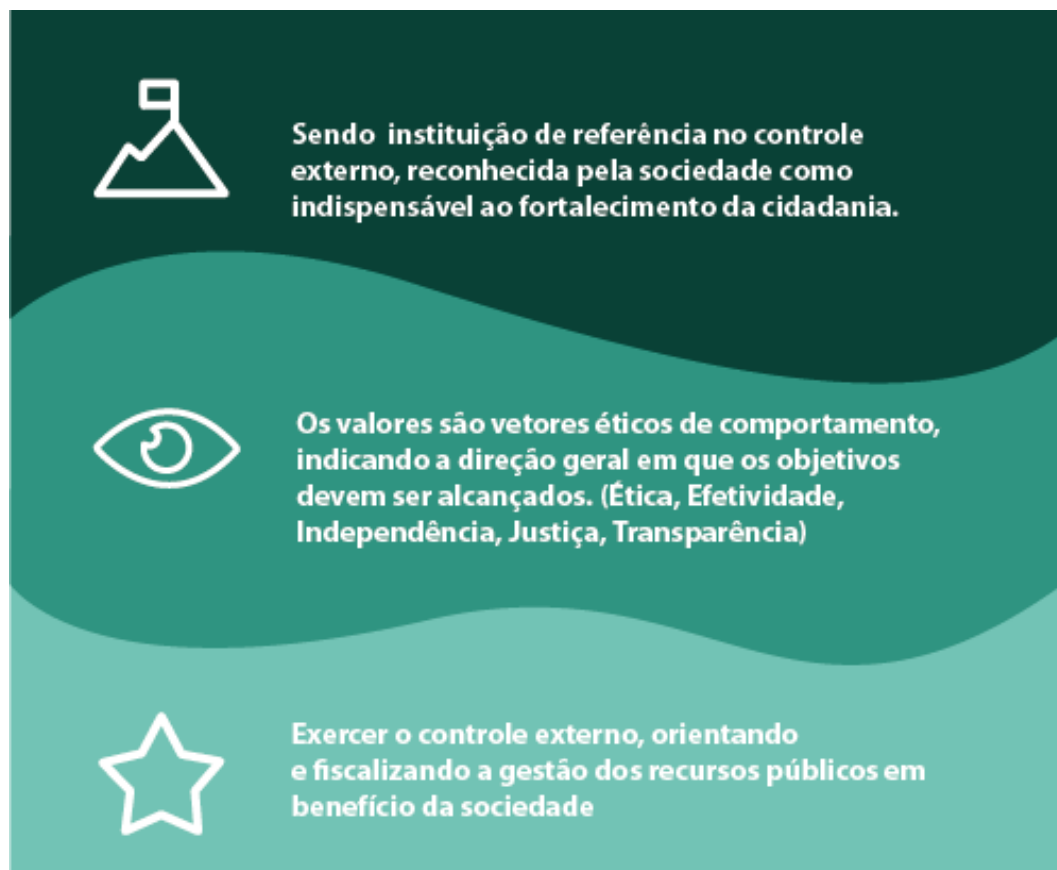 Sendo  instituição de referência no controle
externo, reconhecida pela sociedade como
indispensável ao fortalecimento da cidadania.
Os valores são vetores éticos de comportamento,
indicando a direção geral em que os objetivos
devem ser alcançados. (Ética, Efetividade,
Independência, Justiça, Transparência)
Exercer o controle externo, orientando
e fiscalizando a gestão dos recursos públicos em
benefício da sociedade